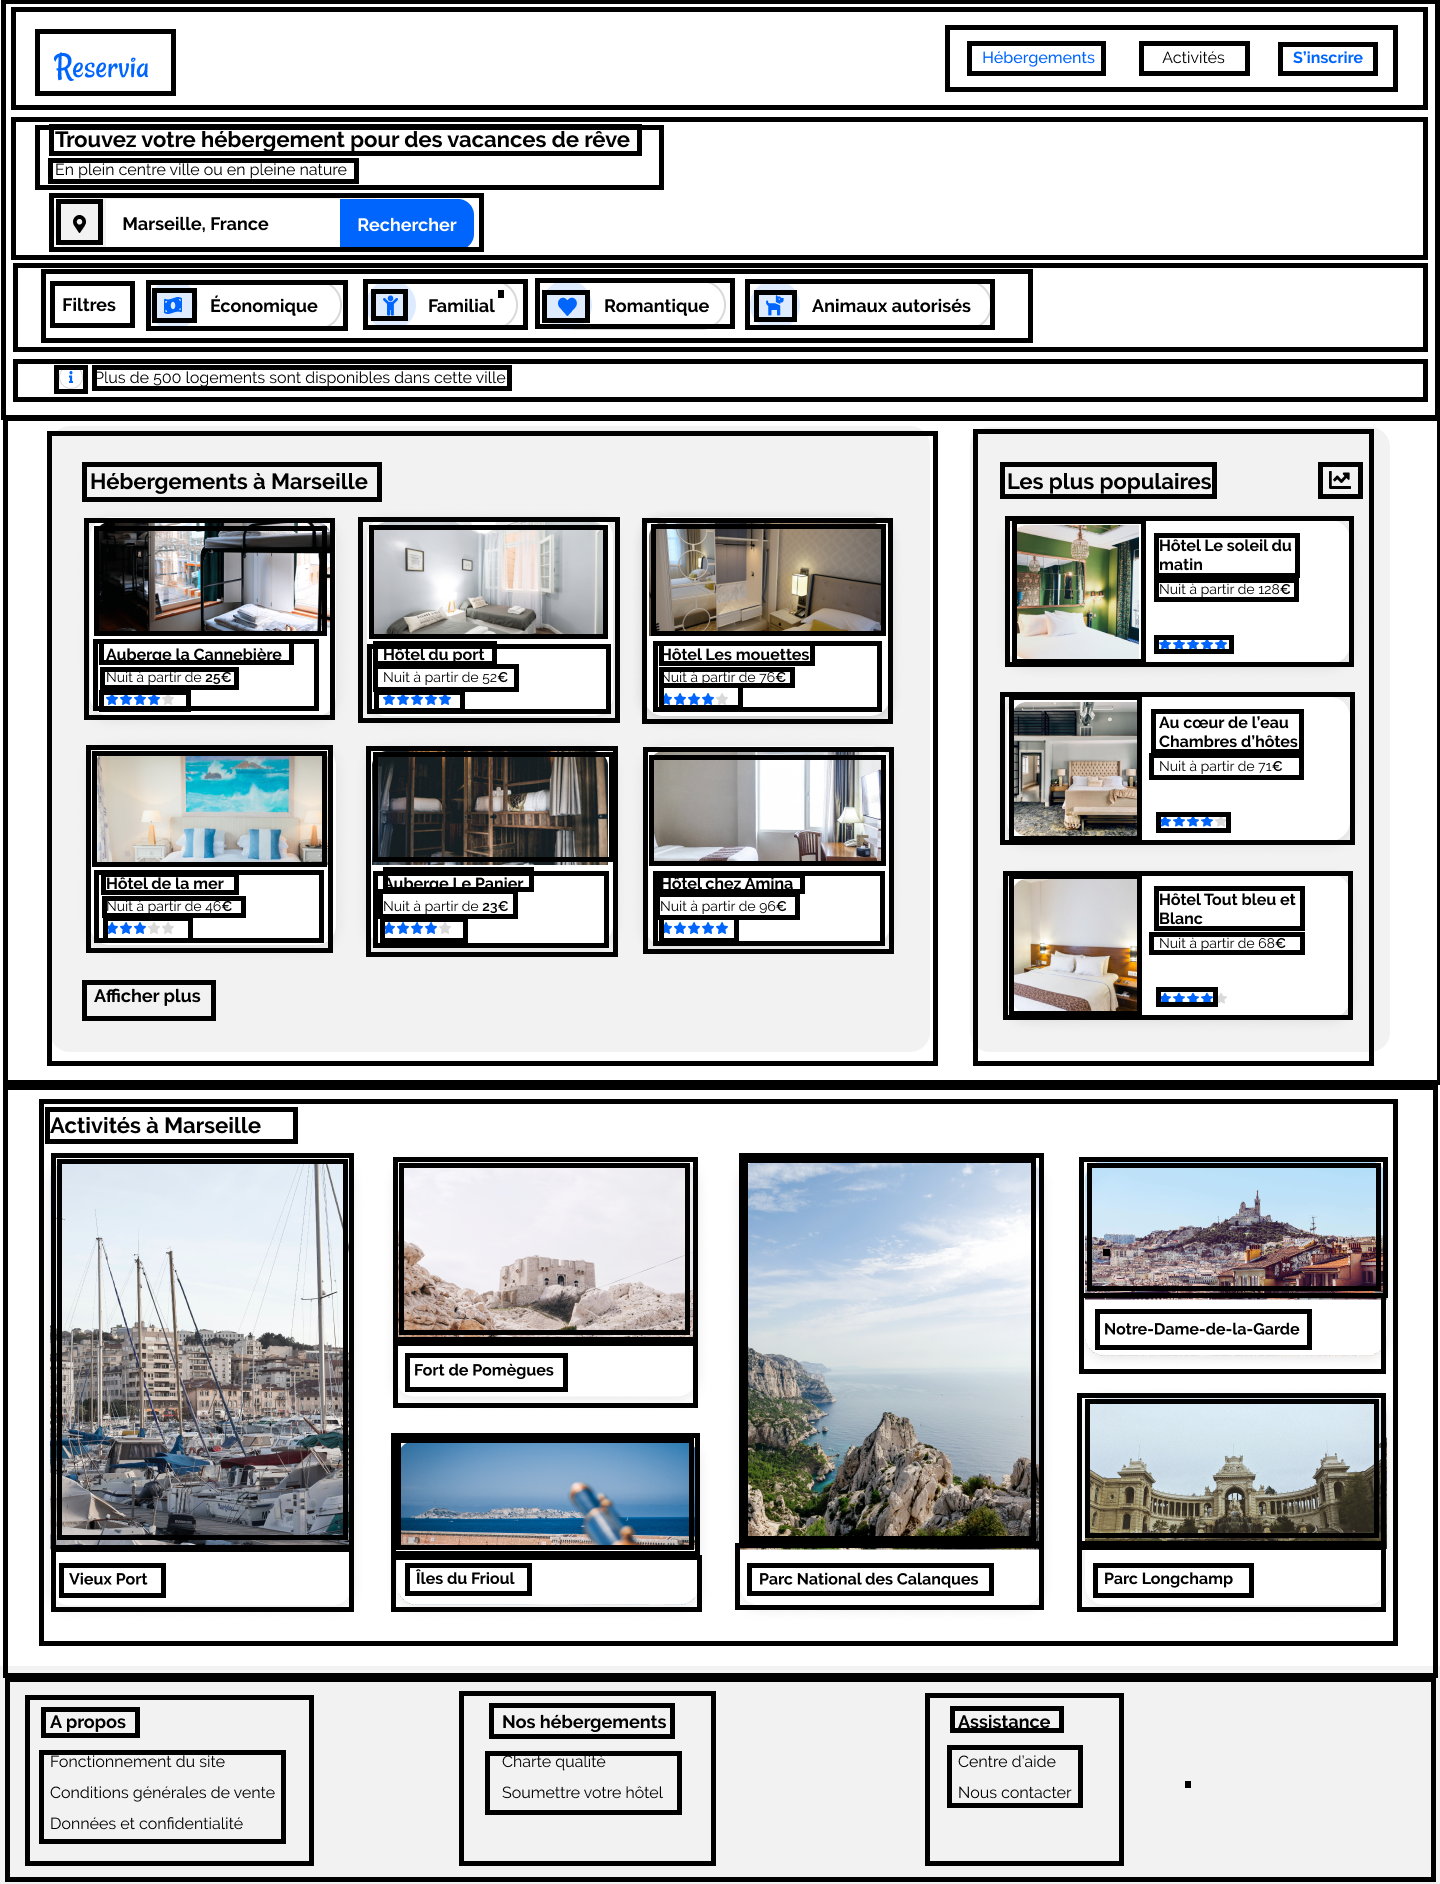 Reservia
Hébergements
Activités
S'inscrire
Trouvez votre hébergement pour des vacances de rêve
En plein centre ville ou en pleine nature
Marseille, France
Rechercher
Filtres
Économique
Familial
Romantique
Animaux autorisés
Plus de 500 logements sont disponibles dans cette ville
Hébergements à Marseille
Auberge la Cannebière
Nuit à partir de 25€
Hôtel du port
Nuit à partir de 52€
Hôtel Les mouettes
Nuit à partir de 76€
Hôtel de la mer
Nuit à partir de 46€
Auberge Le Panier
Nuit à partir de 23€
Hôtel chez Amina
Nuit à partir de 96€
Afficher plus
Les plus populaires
Hôtel Le soleil du
matin
Nuit à partir de 128€
Au cœur de l'eau
Chambres d'hôtes
Nuit à partir de 71€
Hôtel Tout bleu et
Blanc
Nuit à partir de 68€
Activités à Marseille
Vieux Port
Fort de Pomègues
Îles du Frioul
Parc National des Calanques
Notre-Dame-de-la-Garde
Parc Longchamp
A propos
Fonctionnement du site
Conditions générales de vente
Données et confidentialité
Nos hébergements
Charte qualité
Soumettre votre hôtel
Assistance
Centre d'aide
Nous contacter